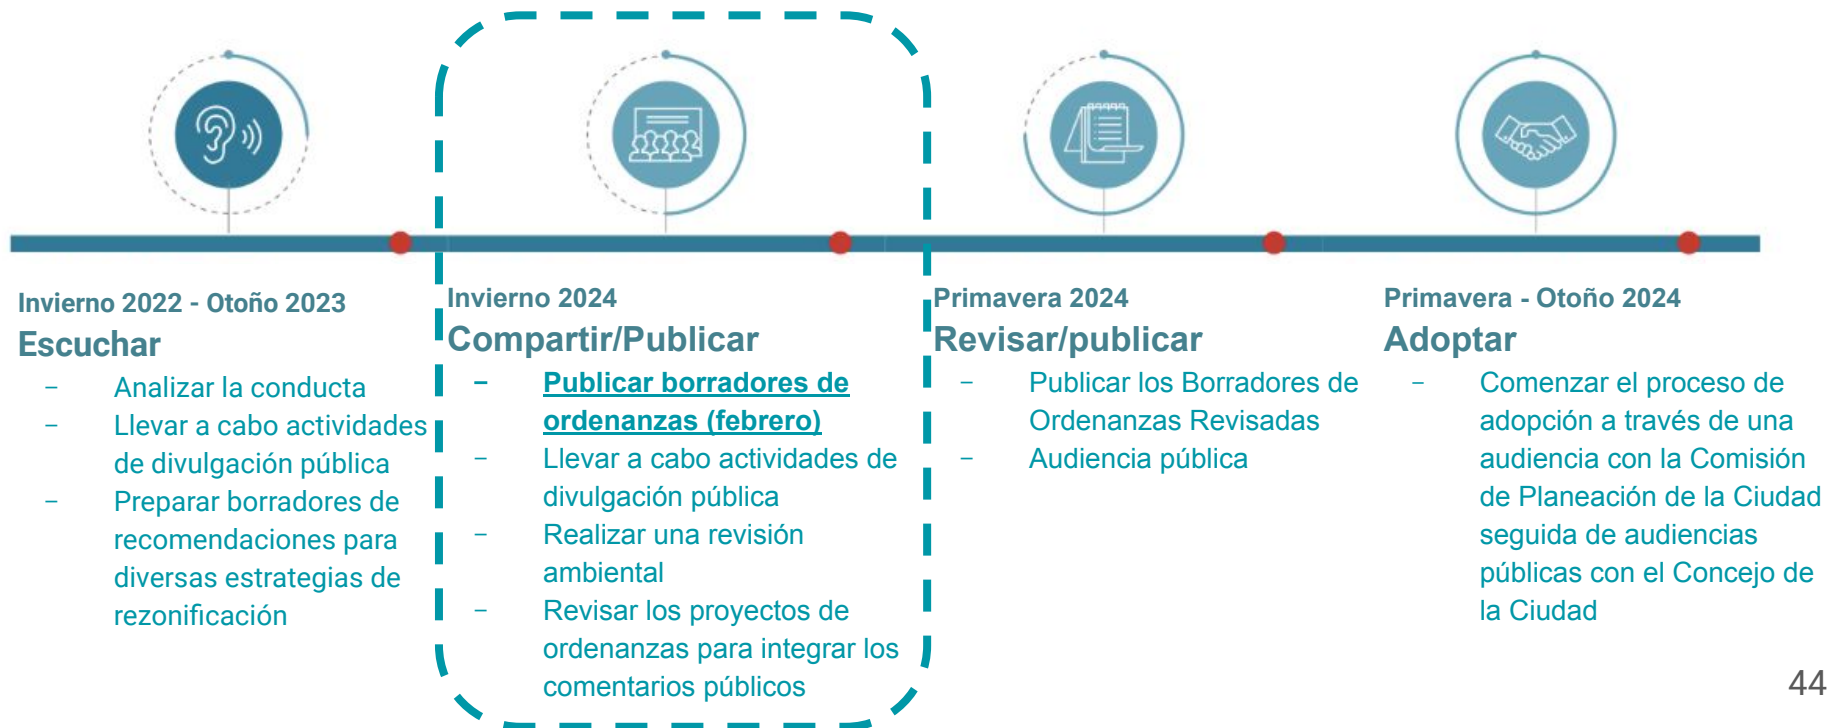 Invierno 2022 - Otoño 2023
Escuchar
- Analizar la conducta
- Llevar a cabo actividades
de divulgación pública
- Preparar borradores de
recomendaciones para
diversas estrategias de
rezonificación
Invierno 2024
Compartir/Publicar
- Publicar borradores de
ordenanzas (febrero)
- Llevar a cabo actividades de
divulgación pública
- Realizar una revisión
ambiental
- Revisar los proyectos de
ordenanzas para integrar los
comentarios públicos
Primavera 2024
Revisar/publicar
- Publicar los Borradores de
Ordenanzas Revisadas
- Audiencia pública
Primavera - Otoño 2024
Adoptar
- Comenzar el proceso de
adopción a través de una
audiencia con la Comisión
de Planeación de la Ciudad
seguida de audiencias
públicas con el Concejo de
la Ciudad
44